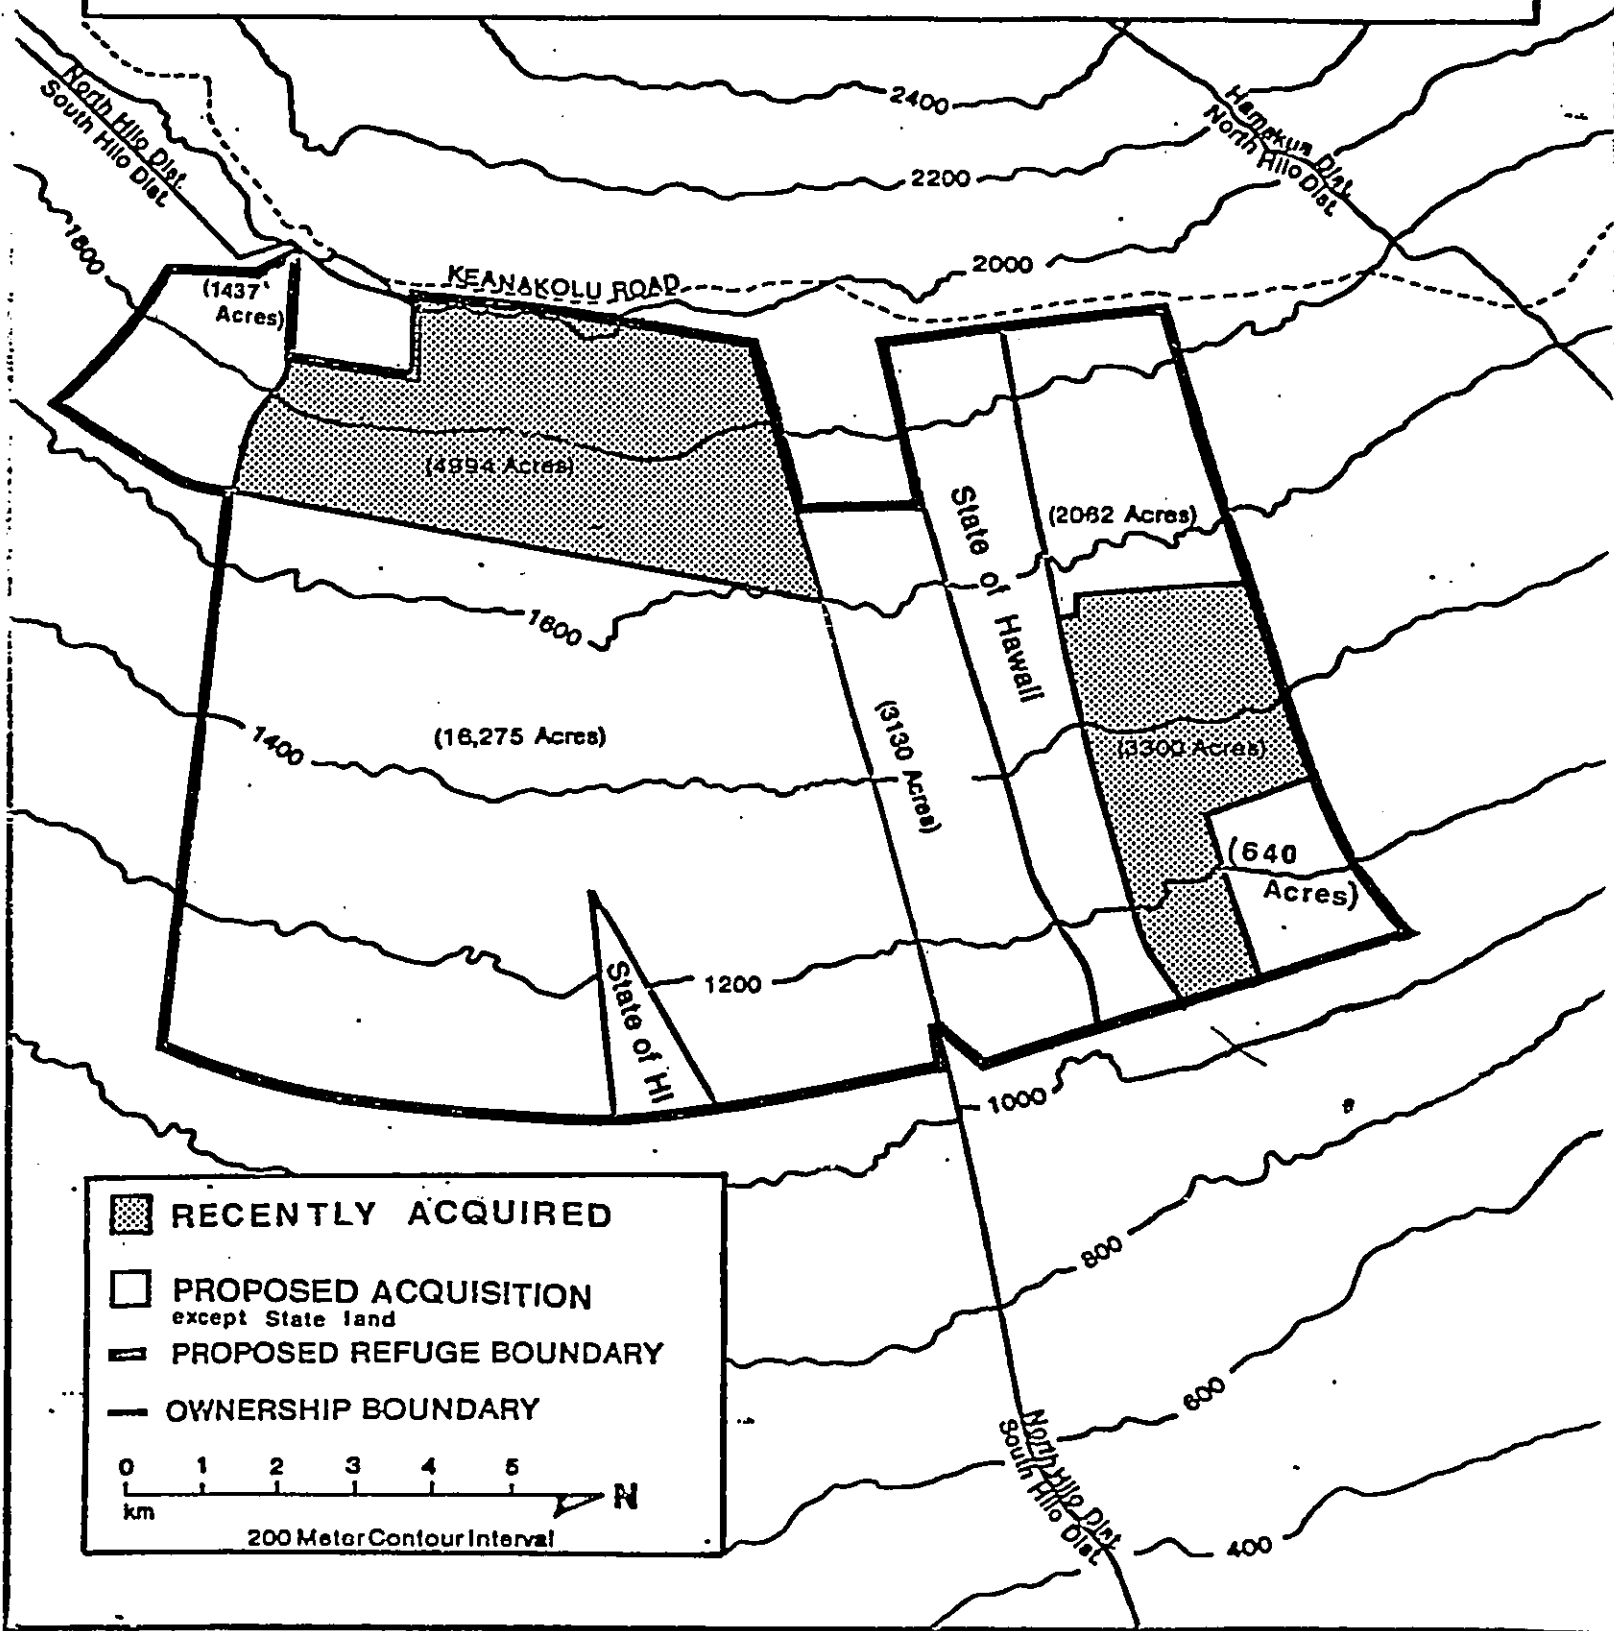 North Hilo Dist.
South Hilo Dist.
2400
2200
Hamakua Dist.
North Hilo Dist.
2000
1800
KEANAKOLU ROAD
(1437
Acres)
(4994 Acres)
State of Hawaii
(2062 Acres)
1600
(3300 Acres)
(16,275 Acres)
(3130 Acres)
1400
(640
Acres)
1200
State of HI
1000
800
600
North Hilo Dist.
South Hilo Dist.
400
RECENTLY ACQUIRED
PROPOSED ACQUISITION
except State land
PROPOSED REFUGE BOUNDARY
OWNERSHIP BOUNDARY
0 1 2 3 4 5
km
N
200 Meter Contour Interval